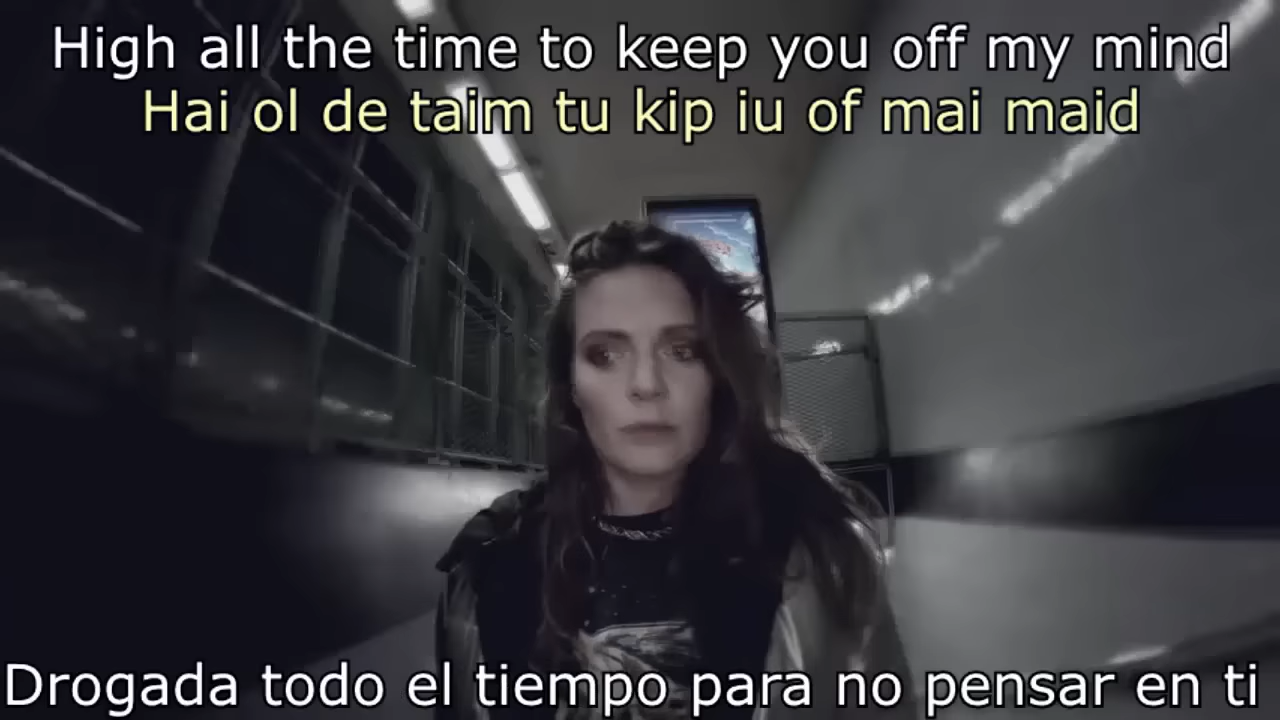 High all the time to keep you off my mind
Hai ol de taim tu kip iu of mai maid
Drogada todo el tiempo para no pensar en ti